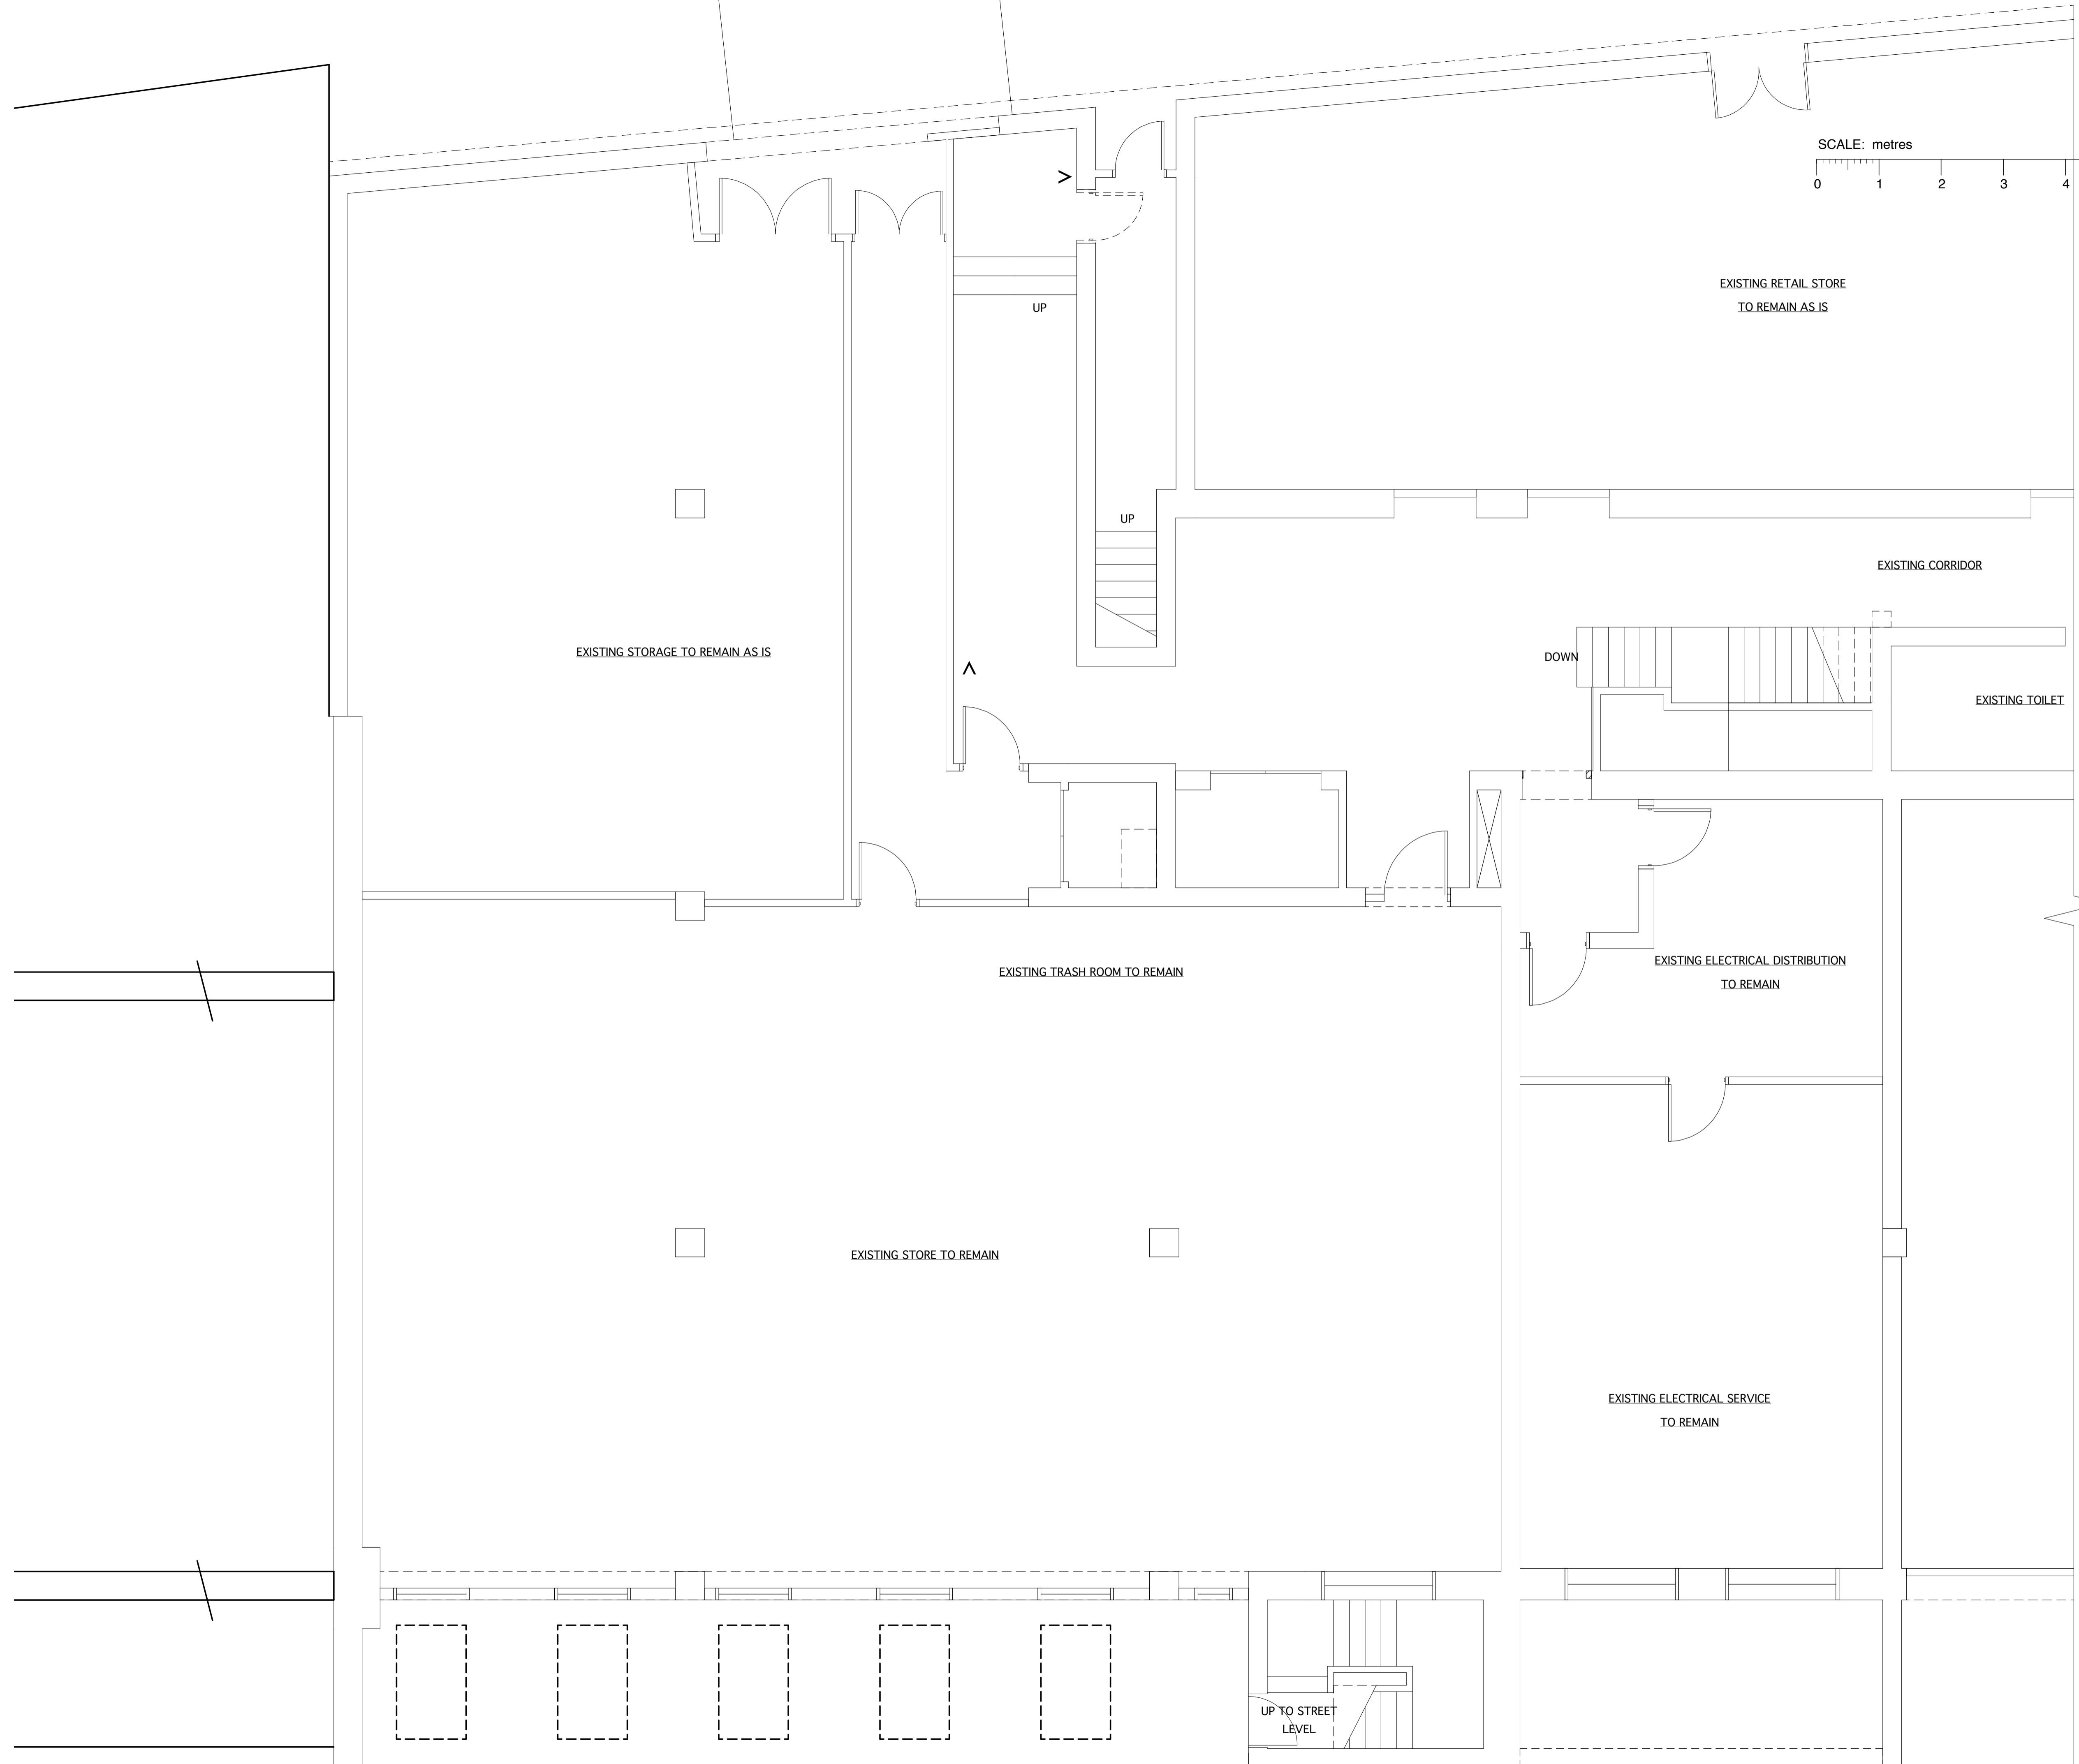 SCALE: metres
0 1 2 3 4
EXISTING RETAIL STORE
TO REMAIN AS IS
UP
UP
EXISTING CORRIDOR
EXISTING STORAGE TO REMAIN AS IS
DOWN
EXISTING TOILET
EXISTING TRASH ROOM TO REMAIN
EXISTING ELECTRICAL DISTRIBUTION
TO REMAIN
EXISTING STORE TO REMAIN
EXISTING ELECTRICAL SERVICE
TO REMAIN
UP TO STREET
LEVEL